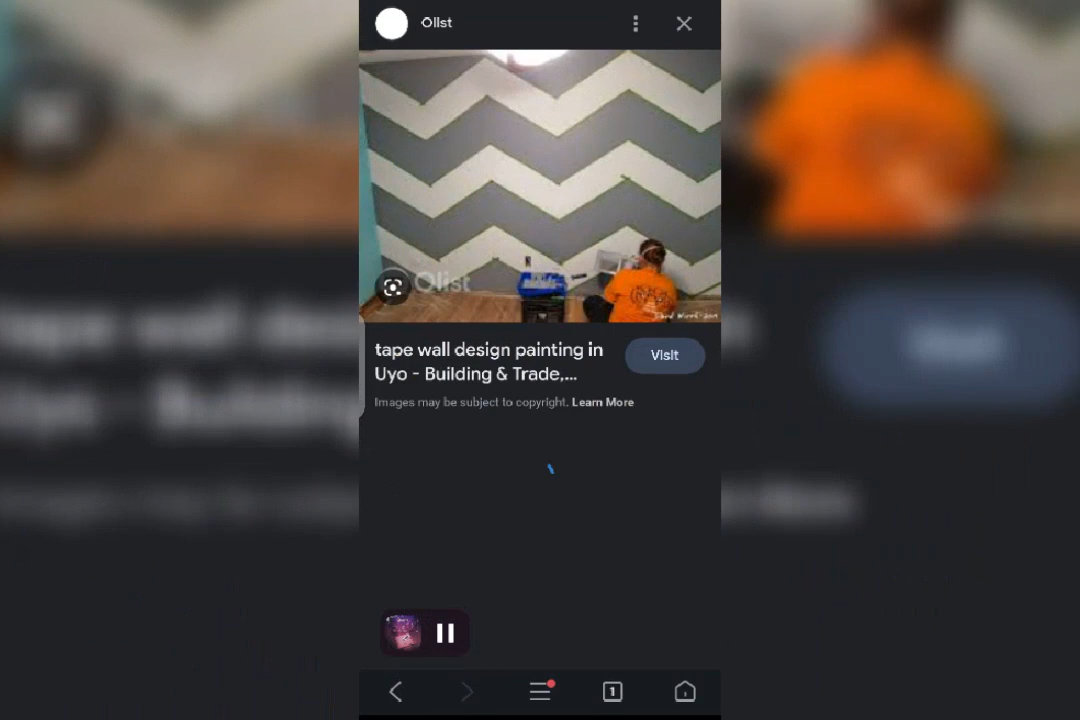 Olist
Olist
tape wall design painting in
Uyo - Building & Trade,...
Visit
Images may be subject to copyright. Learn More
1